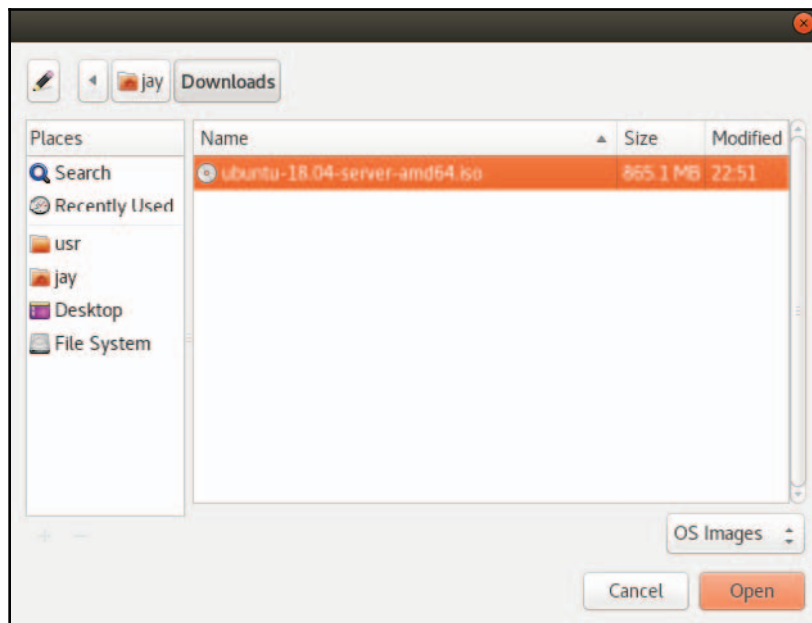 jay Downloads
Places
Name Size Modified
Search
ubuntu-18.04-server-amd64.iso 865.1 MB 22:51
Recently Used
usr
jay
Desktop
File System
OS Images
Cancel Open